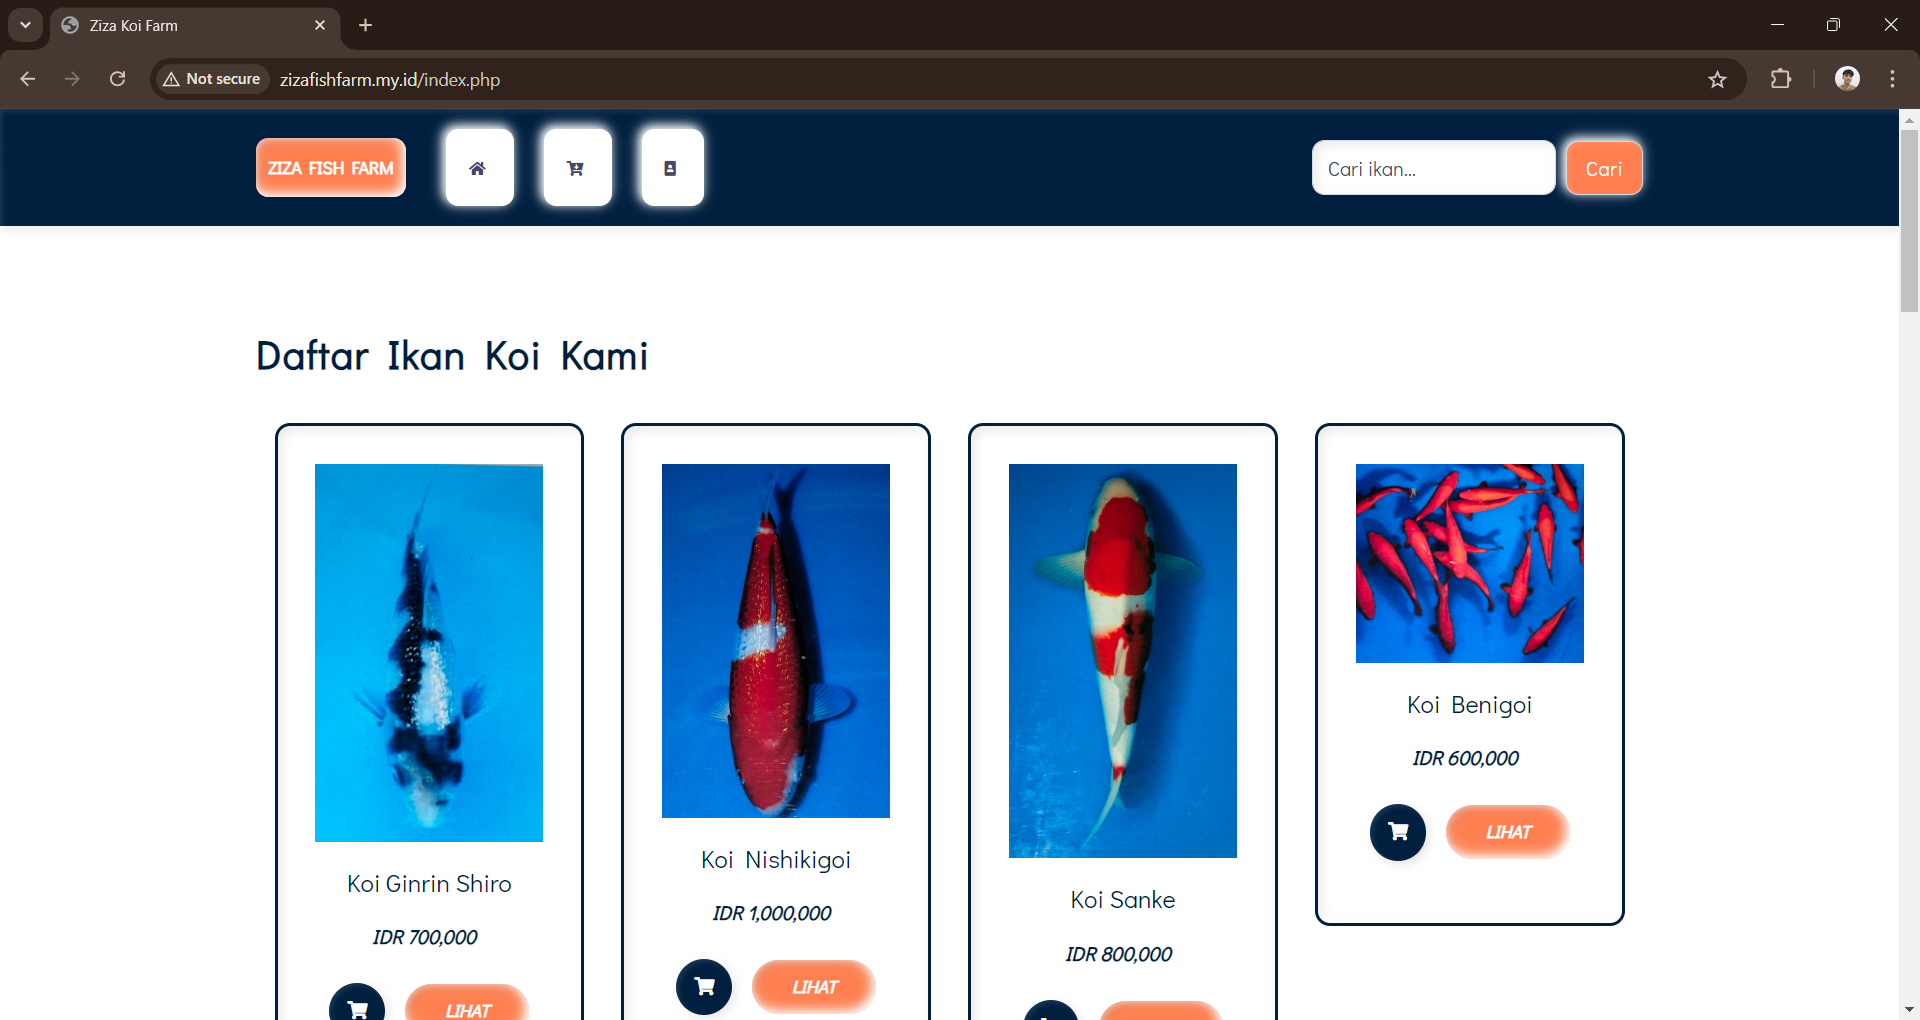 Ziza Koi Farm
Not secure
zizafishfarm.my.id/index.php
ZIZA FISH FARM
Cari ikan...
Cari
Daftar Ikan Koi Kami
Koi Ginrin Shiro
IDR 700,000
LIHAT
Koi Nishikigoi
IDR 1,000,000
LIHAT
Koi Sanke
IDR 800,000
Koi Benigoi
IDR 600,000
LIHAT